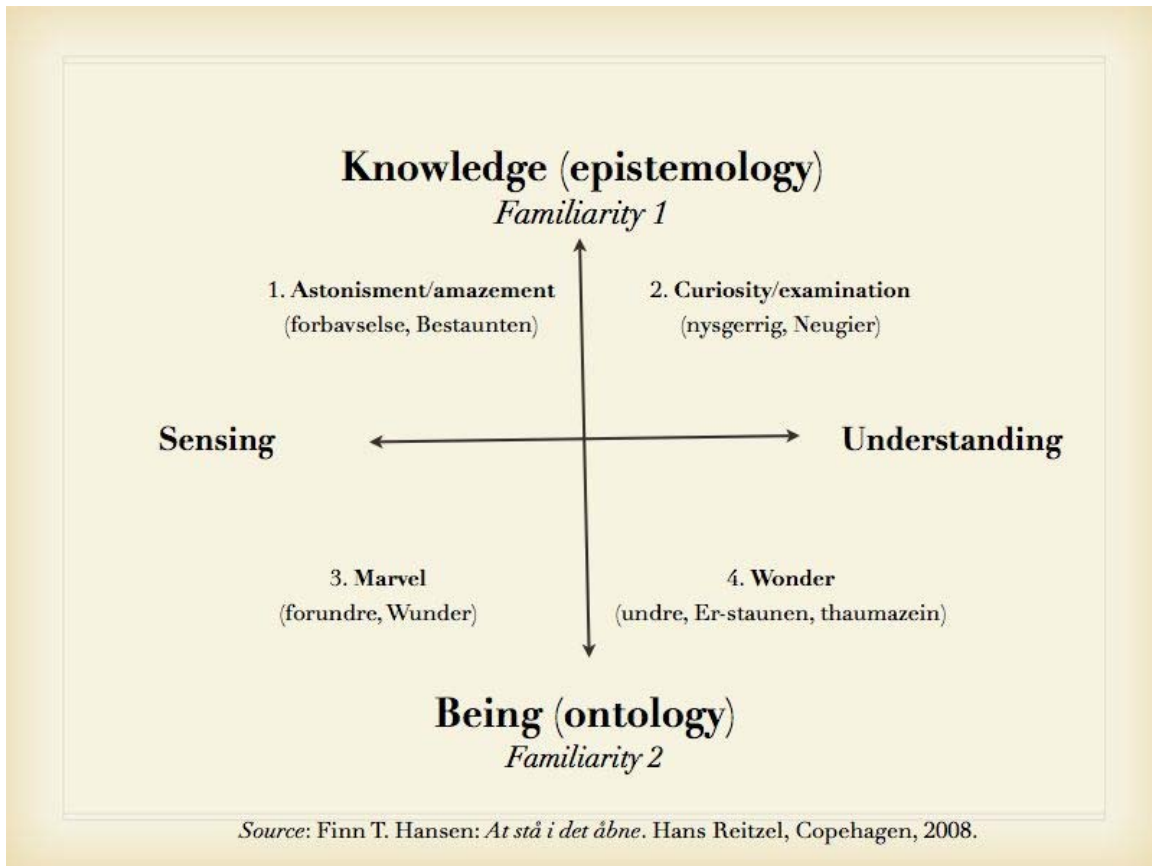 Knowledge (epistemology)
Familiarity 1
1. Astonisment/amazement
(forbavselse, Bestaunten)
2. Curiosity/examination
(nysgerrig, Neugier)
Sensing
Understanding
3. Marvel
(forundre, Wunder)
4. Wonder
(undre, Er-staunen, thaumazein)
Being (ontology)
Familiarity 2
Source: Finn T. Hansen: At stå i det åbne. Hans Reitzel, Copehagen, 2008.